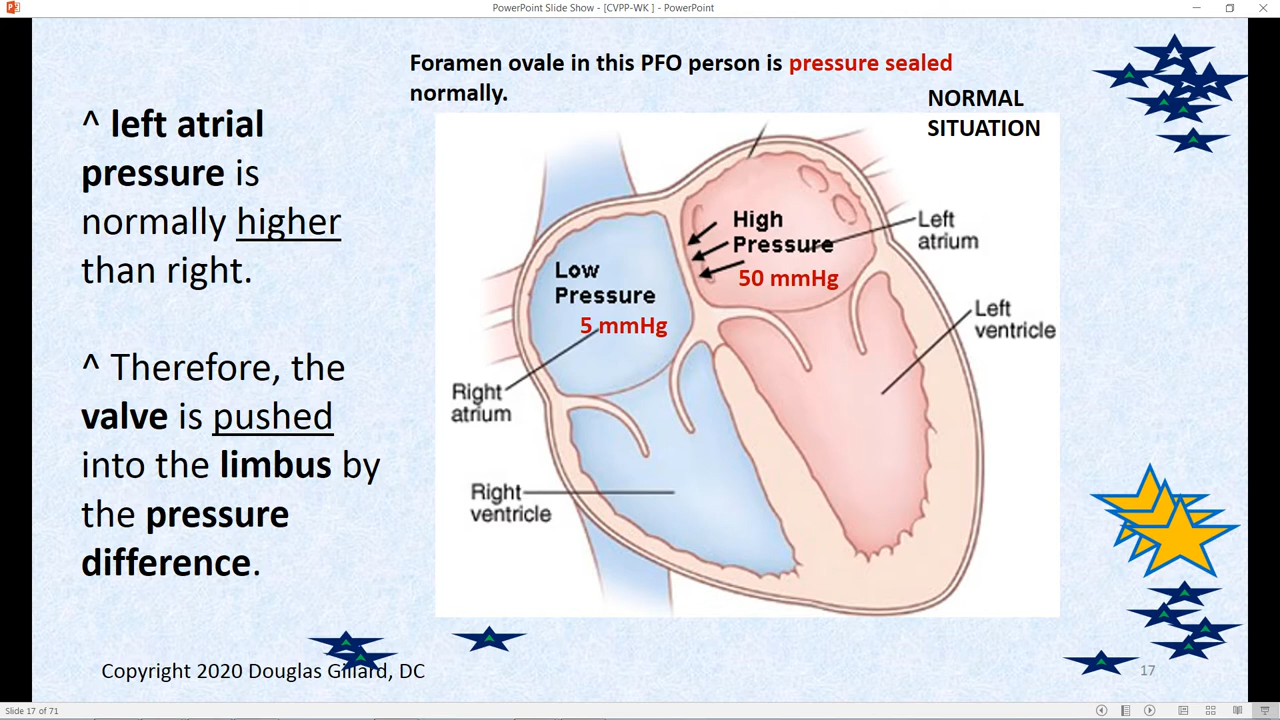 PowerPoint Slide Show - [CVPP-WK ] - PowerPoint
Foramen ovale in this PFO person is pressure sealed
normally.
NORMAL
SITUATION
^ left atrial
pressure is
normally higher
than right.
^ Therefore, the
valve is pushed
into the limbus by
the pressure
difference.
High
Pressure
50 mmHg
Left
atrium
Low
Pressure
5 mmHg
Left
ventricle
Right
atrium
Right
ventricle
Copyright 2020 Douglas Gillard, DC
17
Slide 17 of 71